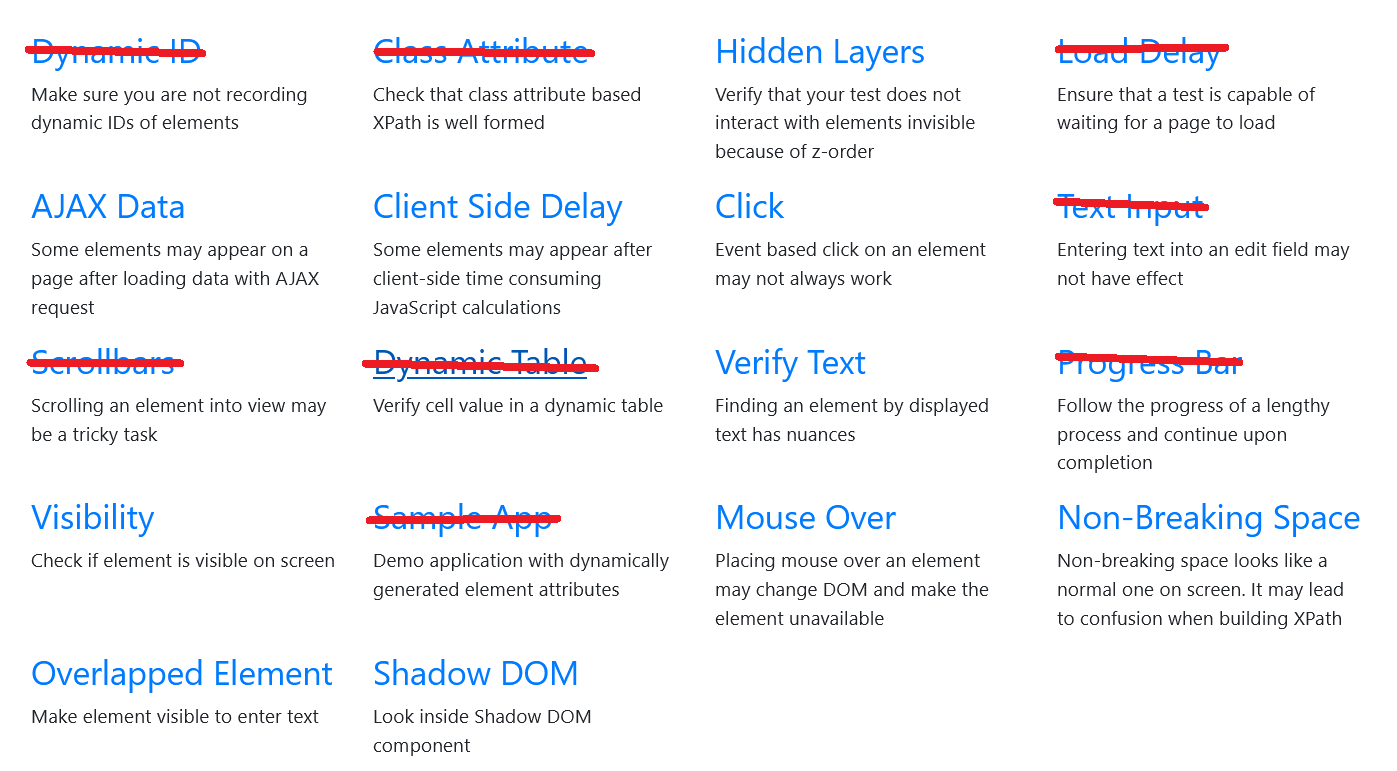 Dynamic ID
Make sure you are not recording
dynamic IDs of elements
Class Attribute
Check that class attribute based
XPath is well formed
Hidden Layers
Verify that your test does not
interact with elements invisible
because of z-order
Load Delay
Ensure that a test is capable of
waiting for a page to load
AJAX Data
Some elements may appear on a
page after loading data with AJAX
request
Client Side Delay
Some elements may appear after
client-side time consuming
JavaScript calculations
Click
Event based click on an element
may not always work
Text Input
Entering text into an edit field may
not have effect
Scrollbars
Scrolling an element into view may
be a tricky task
Dynamic Table
Verify cell value in a dynamic table
Verify Text
Finding an element by displayed
text has nuances
Progress Bar
Follow the progress of a lengthy
process and continue upon
completion
Visibility
Check if element is visible on screen
Sample App
Demo application with dynamically
generated element attributes
Mouse Over
Placing mouse over an element
may change DOM and make the
element unavailable
Non-Breaking Space
Non-breaking space looks like a
normal one on screen. It may lead
to confusion when building XPath
Overlapped Element
Make element visible to enter text
Shadow DOM
Look inside Shadow DOM
component